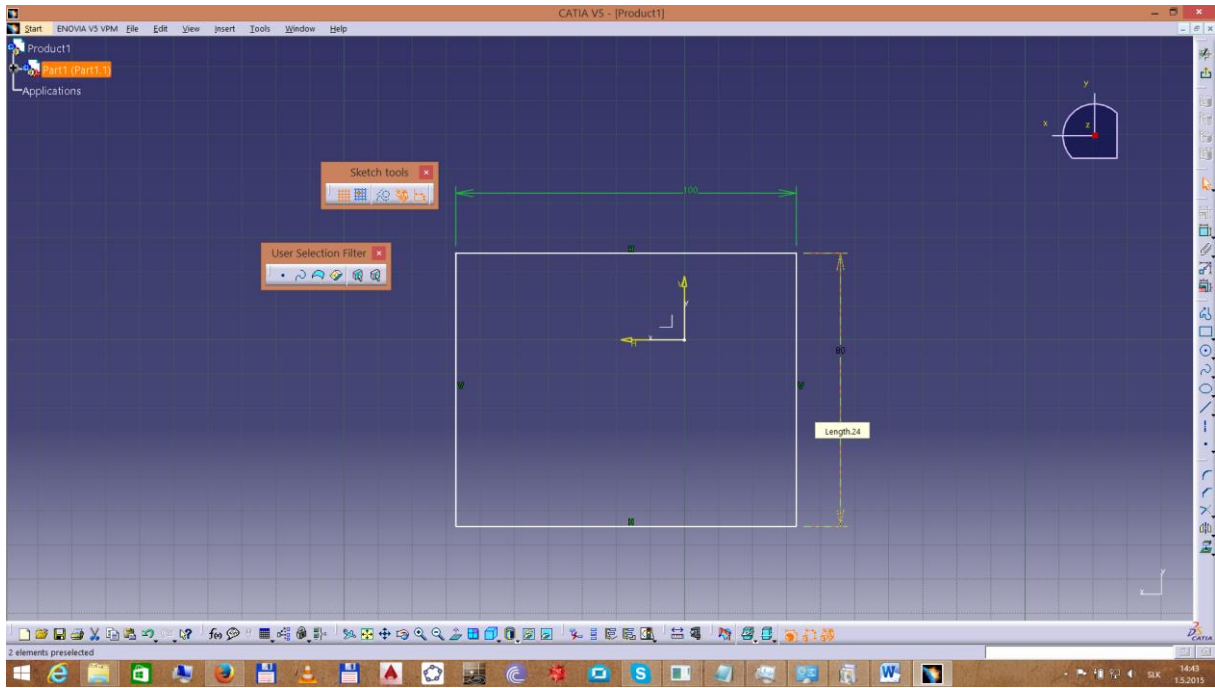 CATIA V5 - [Product1]
Start ENOVIA V5 VPM File Edit View Insert Tools Window Help
Product1
Part1 (Part1.1)
Applications
y
x
z
Sketch tools
100
User Selection Filter
H
V
y
x
H
80
V
V
Length.24
H
y
x
f(x)
CATIA
2 elements preselected
SLK
14:43
1.5.2015